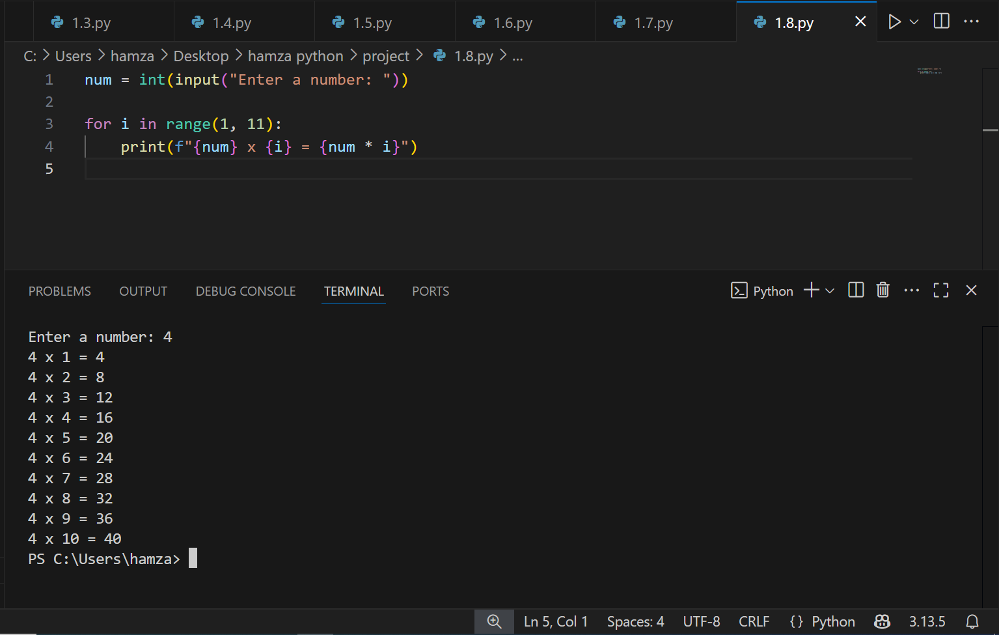 1.3.py 1.4.py 1.5.py 1.6.py 1.7.py 1.8.py
C: > Users > hamza > Desktop > hamza python > project > 1.8.py > ...
1 num = int(input("Enter a number: "))
2
3 for i in range(1, 11):
4     print(f"{num} x {i} = {num * i}")
5
PROBLEMS OUTPUT DEBUG CONSOLE TERMINAL PORTS Python
Enter a number: 4
4 x 1 = 4
4 x 2 = 8
4 x 3 = 12
4 x 4 = 16
4 x 5 = 20
4 x 6 = 24
4 x 7 = 28
4 x 8 = 32
4 x 9 = 36
4 x 10 = 40
PS C:\Users\hamza>
Ln 5, Col 1 Spaces: 4 UTF-8 CRLF {} Python 3.13.5